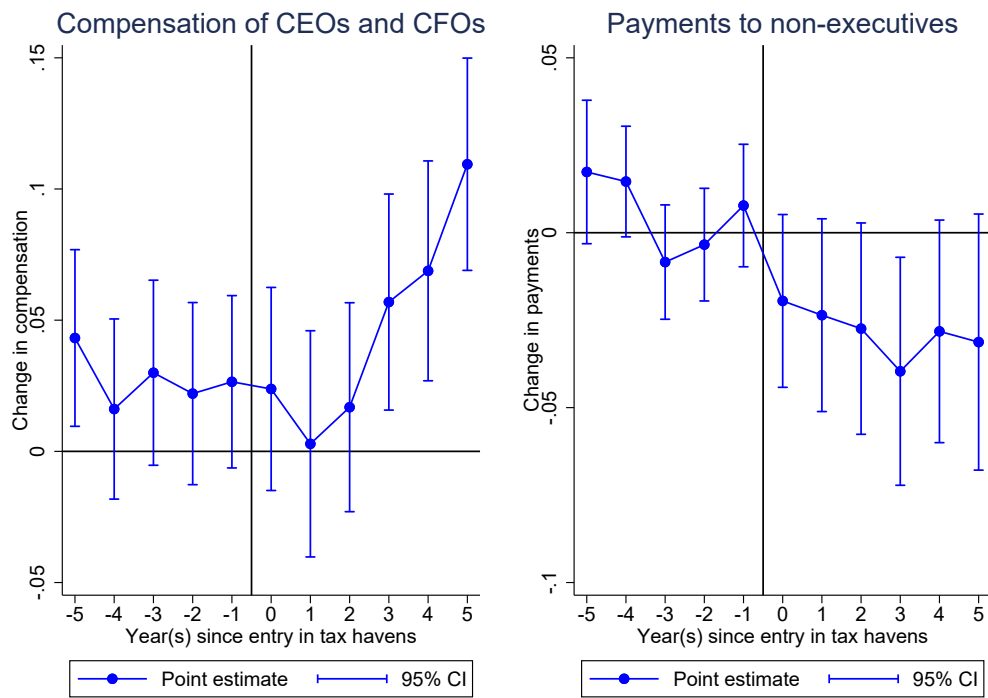 Compensation of CEOs and CFOs
Change in compensation
.15
.1
.05
0
-.05
-5 -4 -3 -2 -1 0 1 2 3 4 5
Year(s) since entry in tax havens
Point estimate 95% CI
Payments to non-executives
Change in payments
.05
0
-.05
-.1
-5 -4 -3 -2 -1 0 1 2 3 4 5
Year(s) since entry in tax havens
Point estimate 95% CI